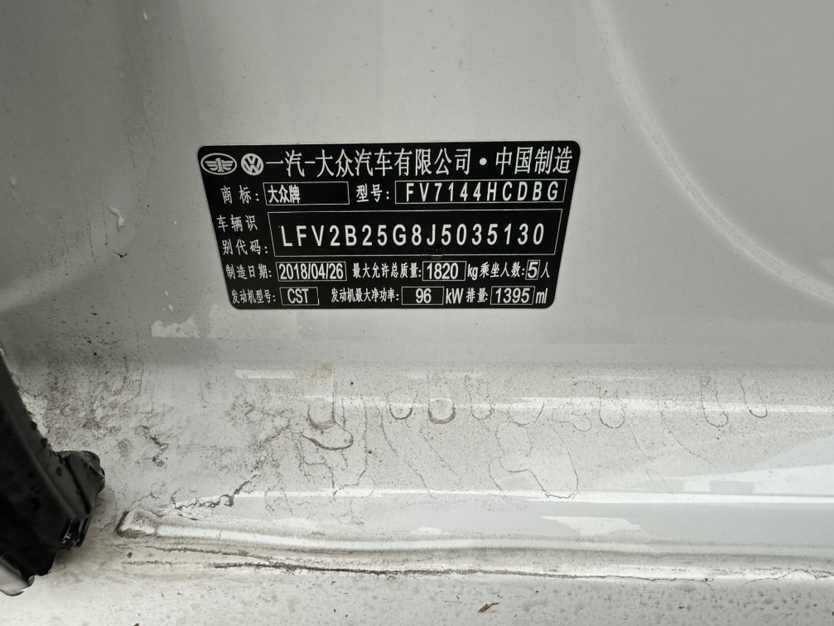 一汽-大众汽车有限公司·中国制造
商标: 大众牌 型号: FV7144HCDBG
车辆识别代码: LFV2B25G8J5035130
制造日期: 2018/04/26 最大允许总质量: 1820 kg 乘坐人数: 5 人
发动机型号: CST 发动机最大净功率: 96 kW 排量: 1395 ml